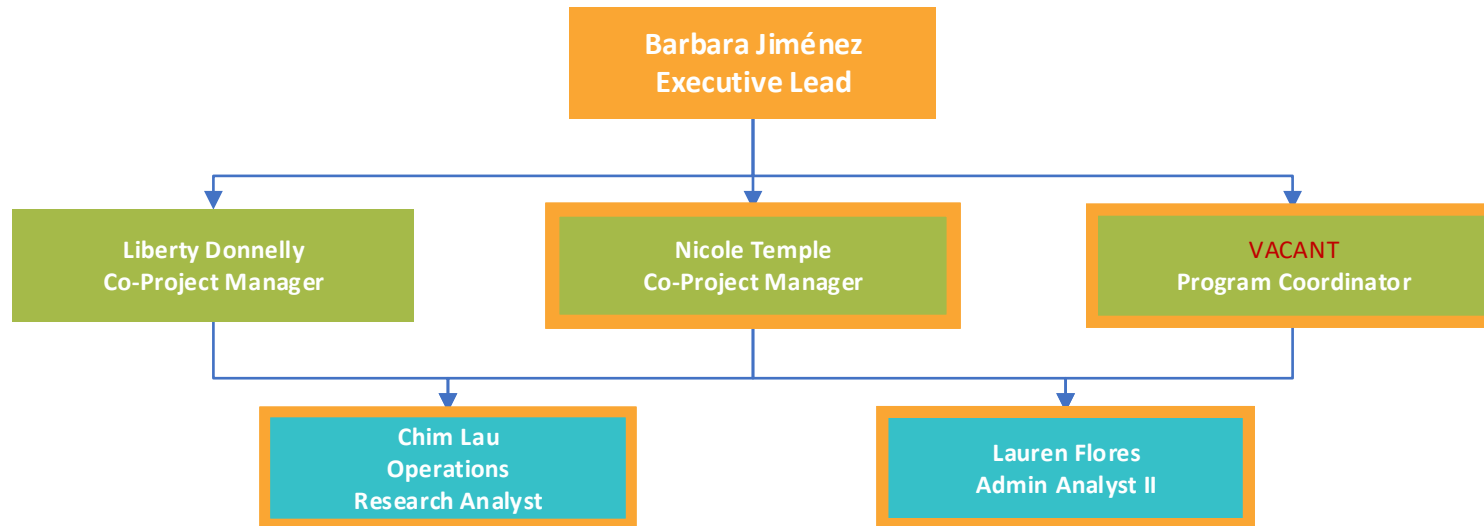 Barbara Jiménez
Executive Lead
Liberty Donnelly
Co-Project Manager
Nicole Temple
Co-Project Manager
VACANT
Program Coordinator
Chim Lau
Operations
Research Analyst
Lauren Flores
Admin Analyst II